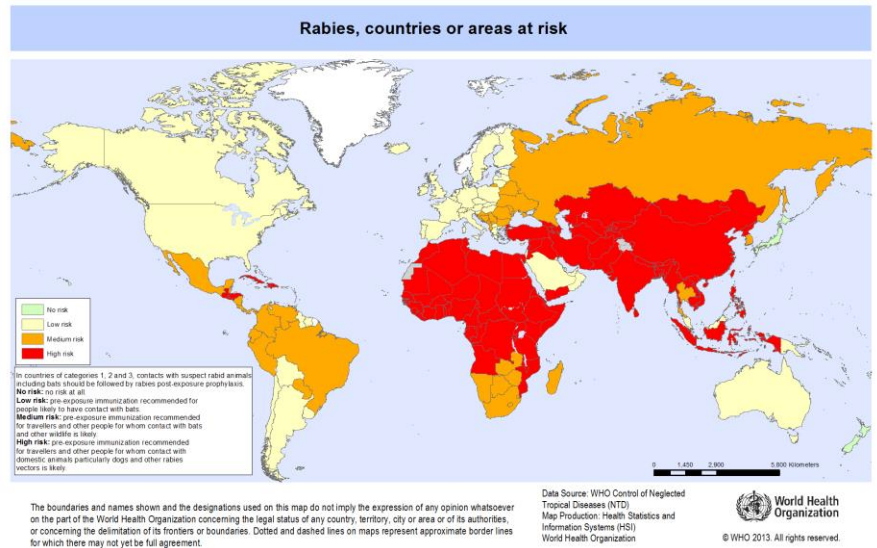 Rabies, countries or areas at risk
No risk
Low risk
Medium risk
High risk
In countries of categories 1, 2 and 3, contacts with suspect rabid animals
including bats should be followed by rabies post-exposure prophylaxis.
No risk: no risk at all.
Low risk: pre-exposure immunization recommended for
people likely to have contact with bats.
Medium risk: pre-exposure immunization recommended
for travellers and other people for whom contact with bats
and other wildlife is likely.
High risk: pre-exposure immunization recommended
for travellers and other people for whom contact with
domestic animals particularly dogs and other rabies
vectors is likely.
0 1,450 2,900 5,800 Kilometers
The boundaries and names shown and the designations used on this map do not imply the expression of any opinion whatsoever
on the part of the World Health Organization concerning the legal status of any country, territory, city or area or of its authorities,
or concerning the delimitation of its frontiers or boundaries. Dotted and dashed lines on maps represent approximate border lines
for which there may not yet be full agreement.
Data Source: WHO Control of Neglected
Tropical Diseases (NTD)
Map Production: Health Statistics and
Information Systems (HSI)
World Health Organization
World Health
Organization
© WHO 2013. All rights reserved.